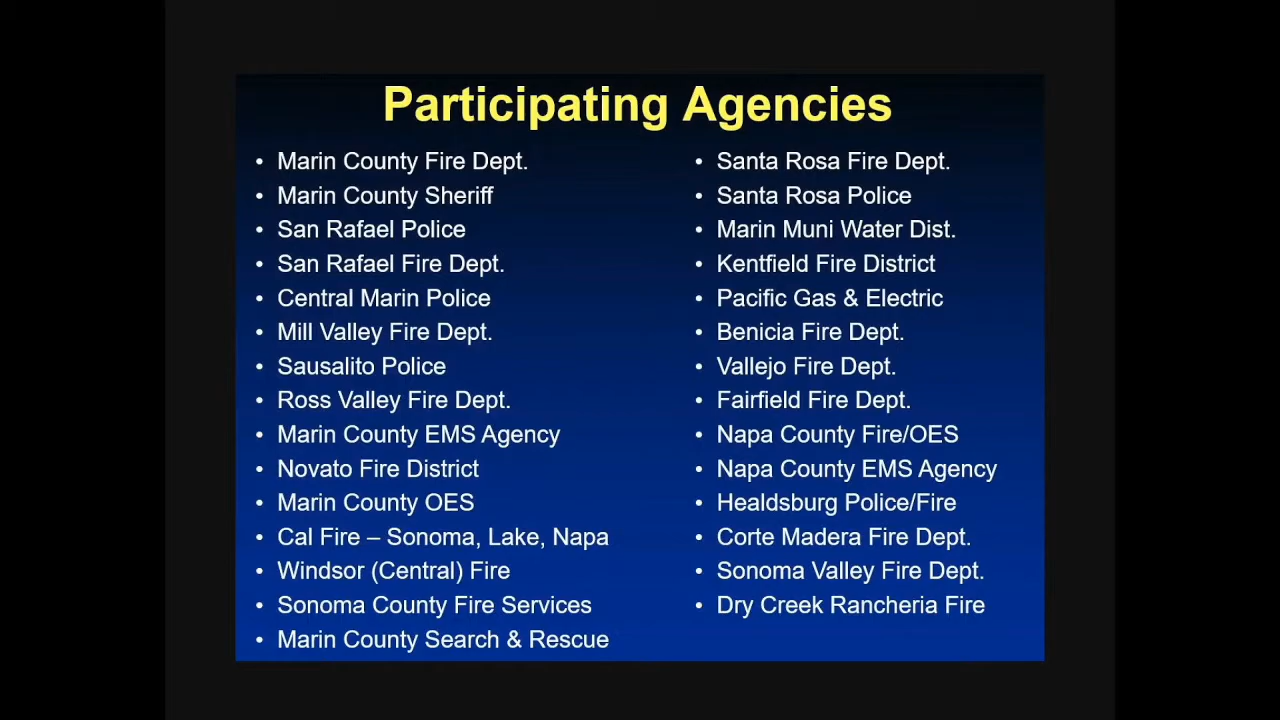 Participating Agencies
• Marin County Fire Dept.
• Marin County Sheriff
• San Rafael Police
• San Rafael Fire Dept.
• Central Marin Police
• Mill Valley Fire Dept.
• Sausalito Police
• Ross Valley Fire Dept.
• Marin County EMS Agency
• Novato Fire District
• Marin County OES
• Cal Fire – Sonoma, Lake, Napa
• Windsor (Central) Fire
• Sonoma County Fire Services
• Marin County Search & Rescue
• Santa Rosa Fire Dept.
• Santa Rosa Police
• Marin Muni Water Dist.
• Kentfield Fire District
• Pacific Gas & Electric
• Benicia Fire Dept.
• Vallejo Fire Dept.
• Fairfield Fire Dept.
• Napa County Fire/OES
• Napa County EMS Agency
• Healdsburg Police/Fire
• Corte Madera Fire Dept.
• Sonoma Valley Fire Dept.
• Dry Creek Rancheria Fire